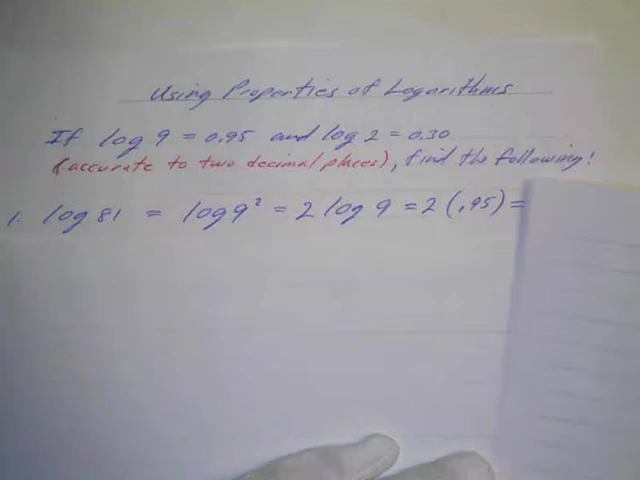 Using Properties of Logarithms
If log 9 = 0.95 and log 2 = 0.30
(accurate to two decimal places), find the following:
1. log 81 = log 9² = 2 log 9 = 2 (.95) =